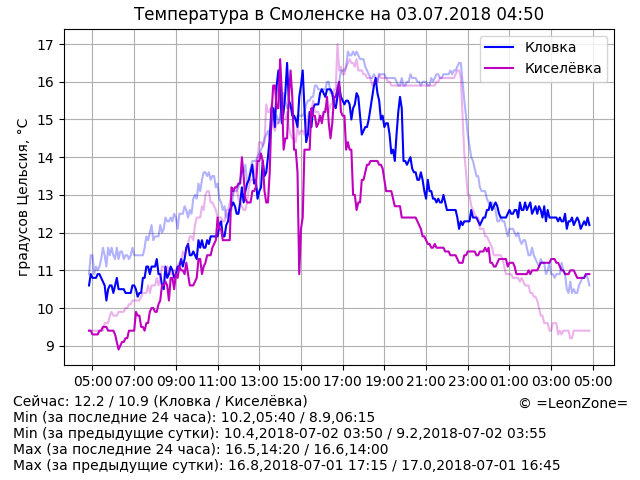 Температура в Смоленске на 03.07.2018 04:50
градусов Цельсия, °C
17
16
15
14
13
12
11
10
9
Кловка
Киселёвка
05:00 07:00 09:00 11:00 13:00 15:00 17:00 19:00 21:00 23:00 01:00 03:00 05:00
Сейчас: 12.2 / 10.9 (Кловка / Киселёвка)
© =LeonZone=
Min (за последние 24 часа): 10.2,05:40 / 8.9,06:15
Min (за предыдущие сутки): 10.4,2018-07-02 03:50 / 9.2,2018-07-02 03:55
Max (за последние 24 часа): 16.5,14:20 / 16.6,14:00
Max (за предыдущие сутки): 16.8,2018-07-01 17:15 / 17.0,2018-07-01 16:45